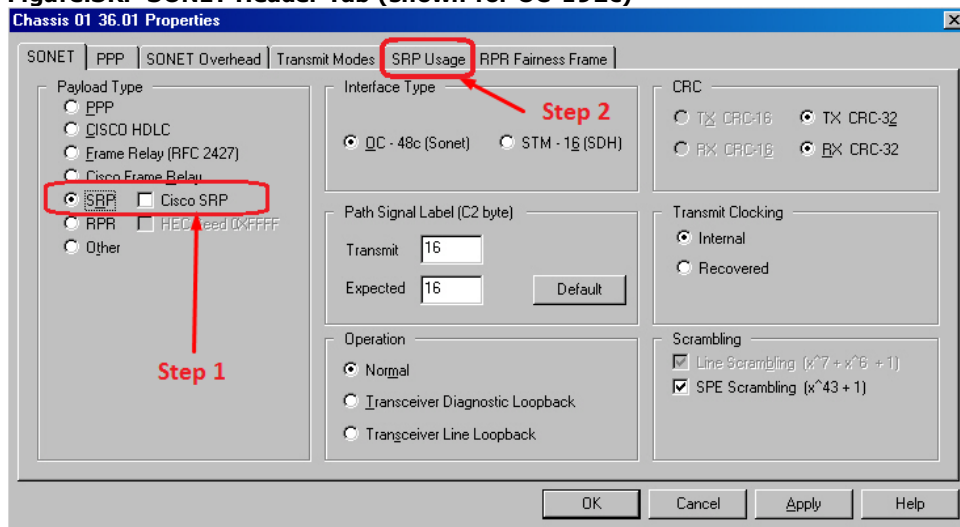 Chassis 01 36.01 Properties
SONET PPP SONET Overhead Transmit Modes SRP Usage RPR Fairness Frame
Step 2
Payload Type
PPP
CISCO HDLC
Frame Relay (RFC 2427)
Cisco Frame Relay
SRP Cisco SRP
RPR HEC seed 0XFFFF
Other
Step 1
Interface Type
OC - 48c (Sonet) STM - 16 (SDH)
Path Signal Label (C2 byte)
Transmit 16
Expected 16 Default
Operation
Normal
Transceiver Diagnostic Loopback
Transceiver Line Loopback
CRC
TX CRC-16 TX CRC-32
RX CRC-16 RX CRC-32
Transmit Clocking
Internal
Recovered
Scrambling
Line Scrambling (x^7 + x^6 + 1)
SPE Scrambling (x^43 + 1)
OK Cancel Apply Help